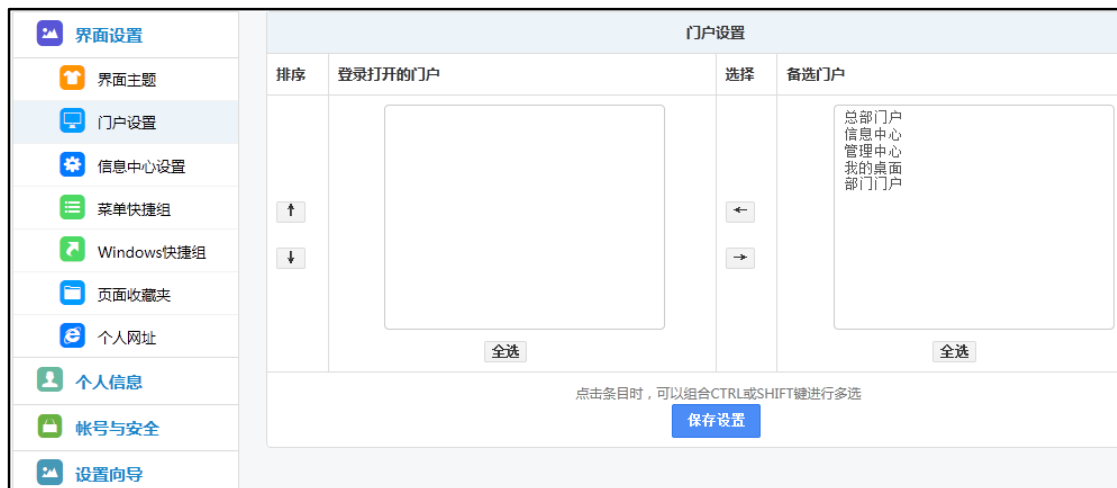 界面设置
界面主题
门户设置
信息中心设置
菜单快捷组
Windows快捷组
页面收藏夹
个人网址
个人信息
帐号与安全
设置向导
门户设置
排序 登录打开的门户 选择 备选门户
总部门户
信息中心
管理中心
我的桌面
部门门户
全选 全选
点击条目时，可以组合CTRL或SHIFT键进行多选
保存设置